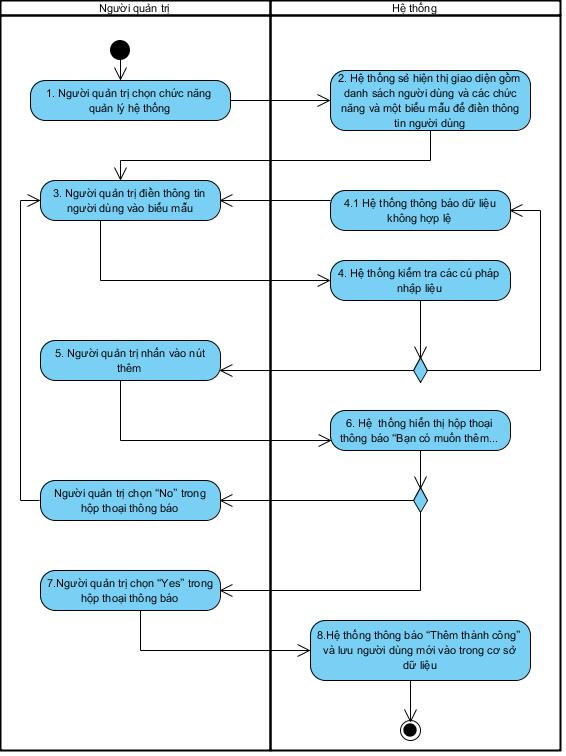 Người quản trị
Hệ thống
1. Người quản trị chọn chức năng
quản lý hệ thống
2. Hệ thống sẽ hiện thị giao diện gồm
danh sách người dùng và các chức
năng và một biểu mẫu để điền thông
tin người dùng
3. Người quản trị điền thông tin
người dùng vào biểu mẫu
4.1 Hệ thống thông báo dữ liệu
không hợp lệ
4. Hệ thống kiểm tra các cú pháp
nhập liệu
5. Người quản trị nhấn vào nút
thêm
6. Hệ thống hiển thị hộp thoại
thông báo “Bạn có muốn thêm...
Người quản trị chọn “No” trong
hộp thoại thông báo
7.Người quản trị chọn “Yes” trong
hộp thoại thông báo
8.Hệ thống thông báo “Thêm thành công”
và lưu người dùng mới vào trong cơ sở
dữ liệu